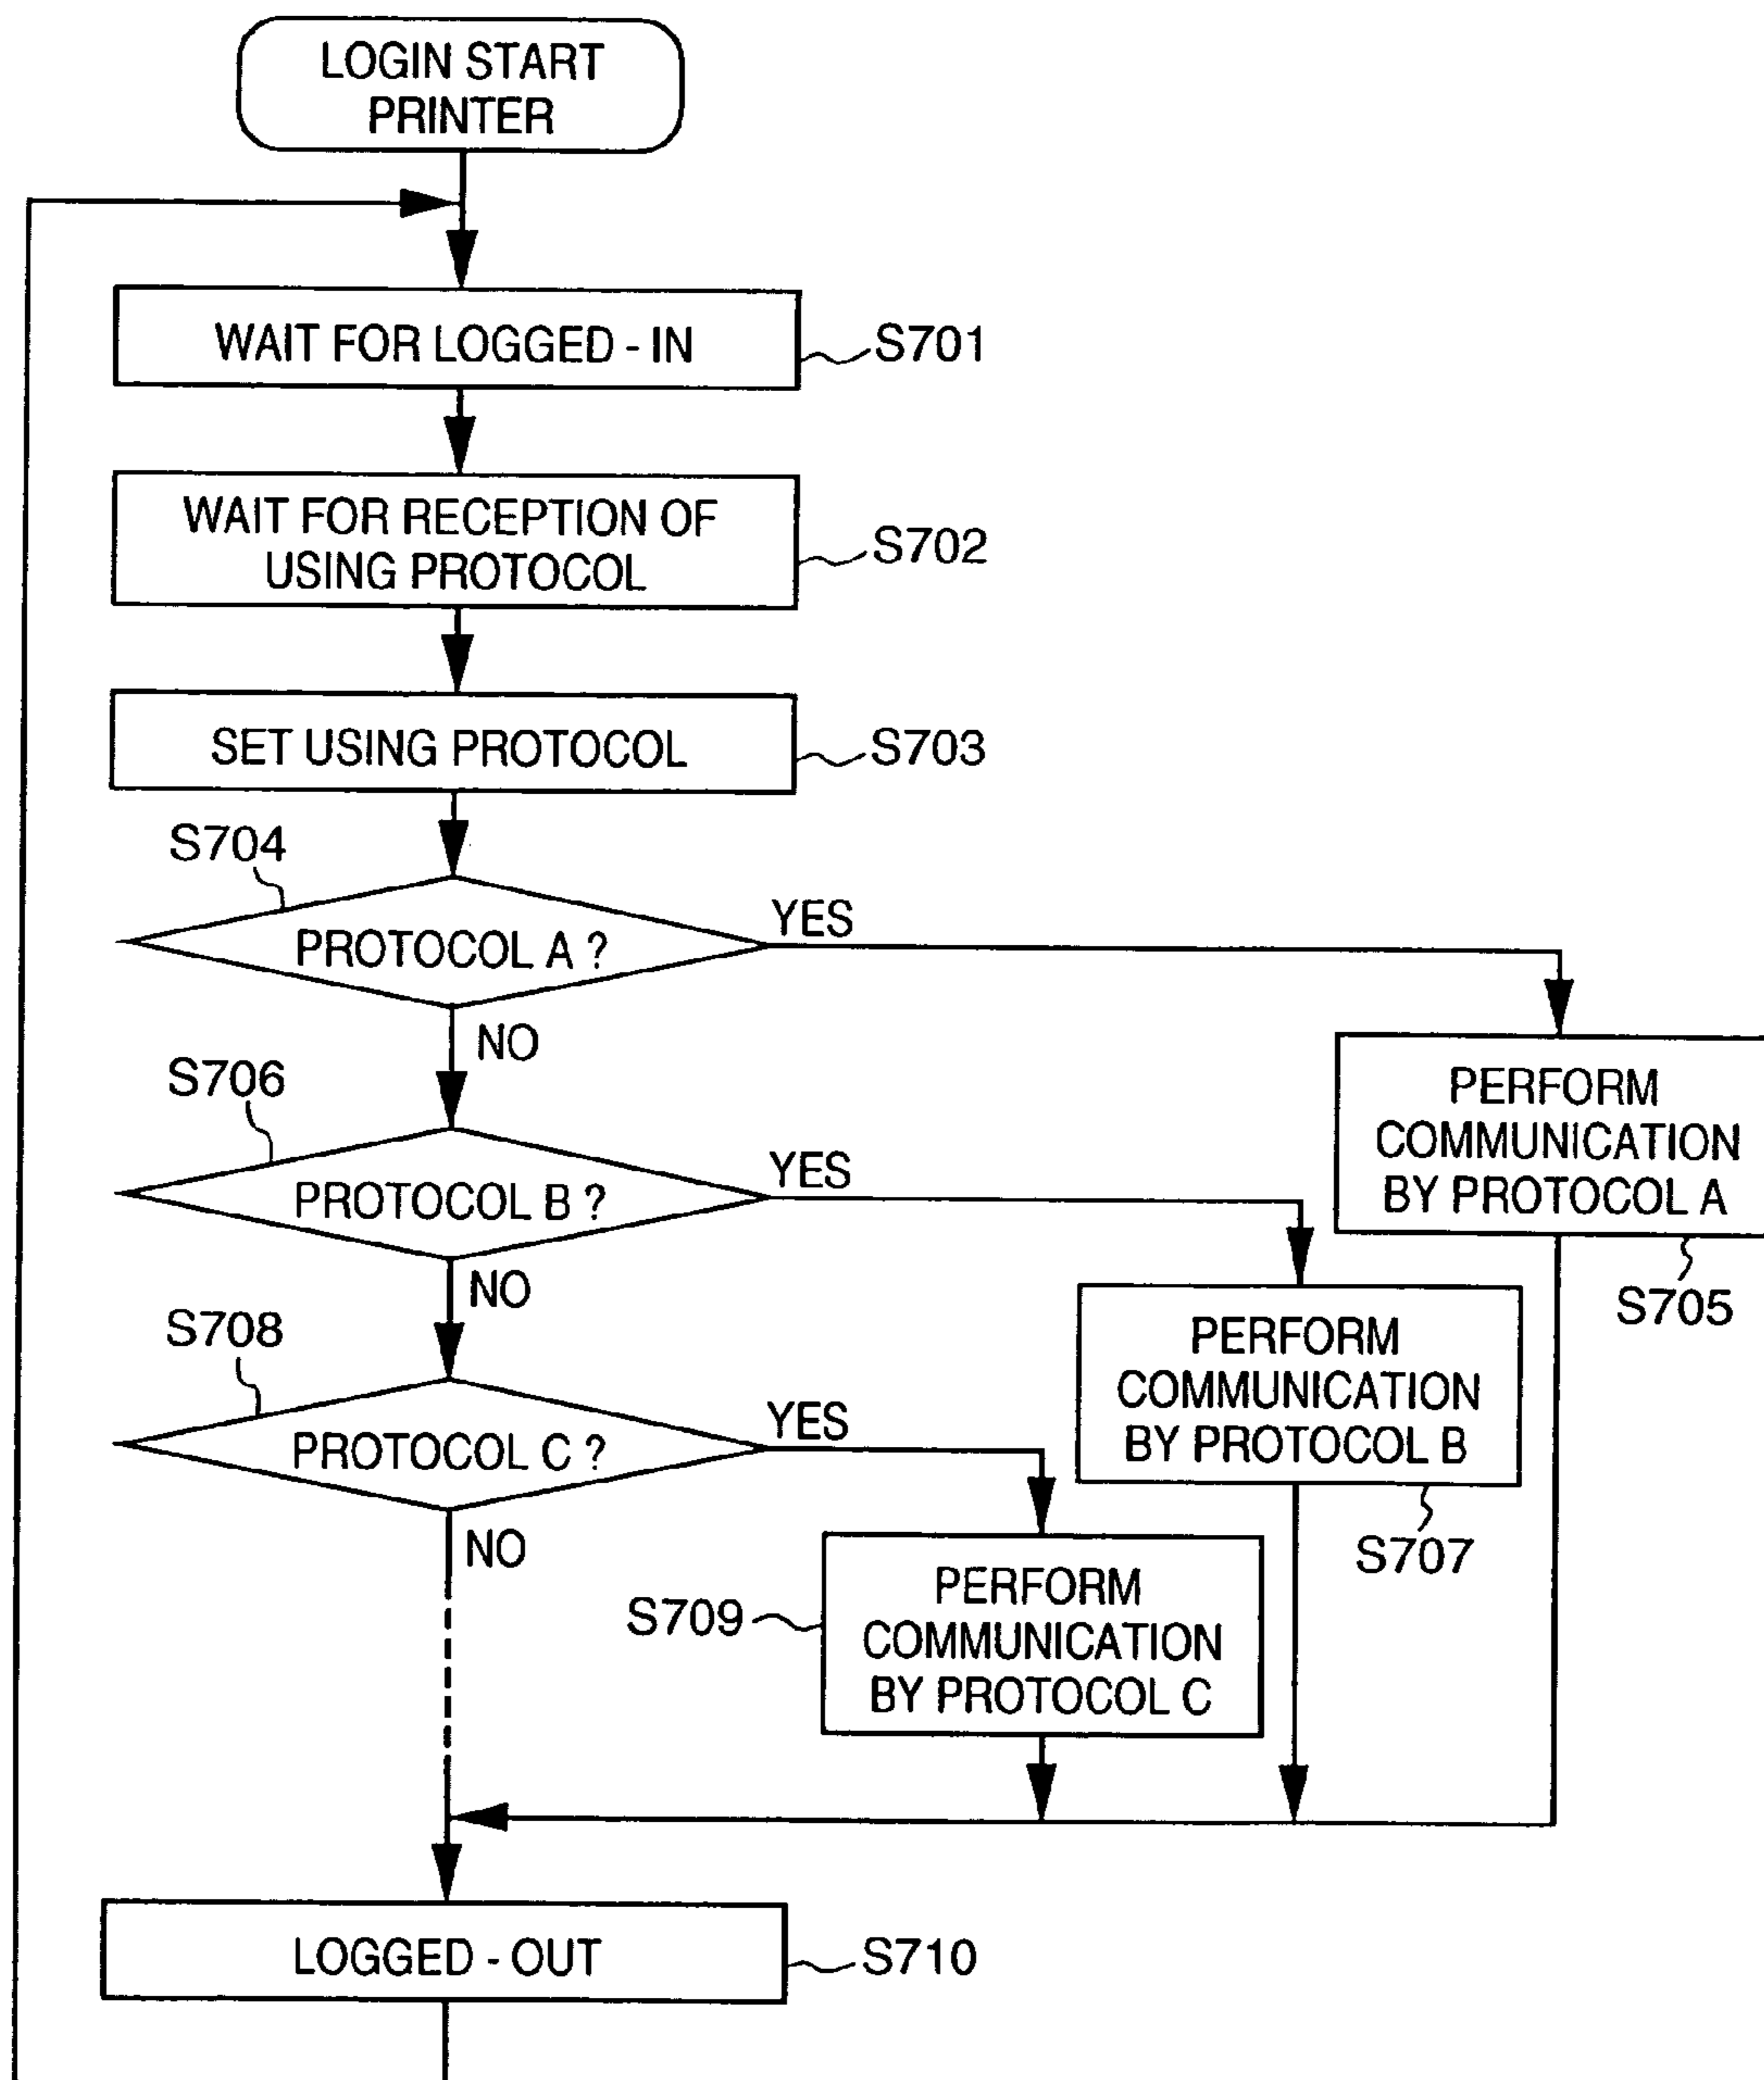 LOGIN START
PRINTER
WAIT FOR LOGGED - IN
S701
WAIT FOR RECEPTION OF
USING PROTOCOL
S702
SET USING PROTOCOL
S703
S704
PROTOCOL A ?
YES
NO
PERFORM
COMMUNICATION
BY PROTOCOL A
S705
S706
PROTOCOL B ?
YES
NO
PERFORM
COMMUNICATION
BY PROTOCOL B
S707
S708
PROTOCOL C ?
YES
NO
S709
PERFORM
COMMUNICATION
BY PROTOCOL C
LOGGED - OUT
S710